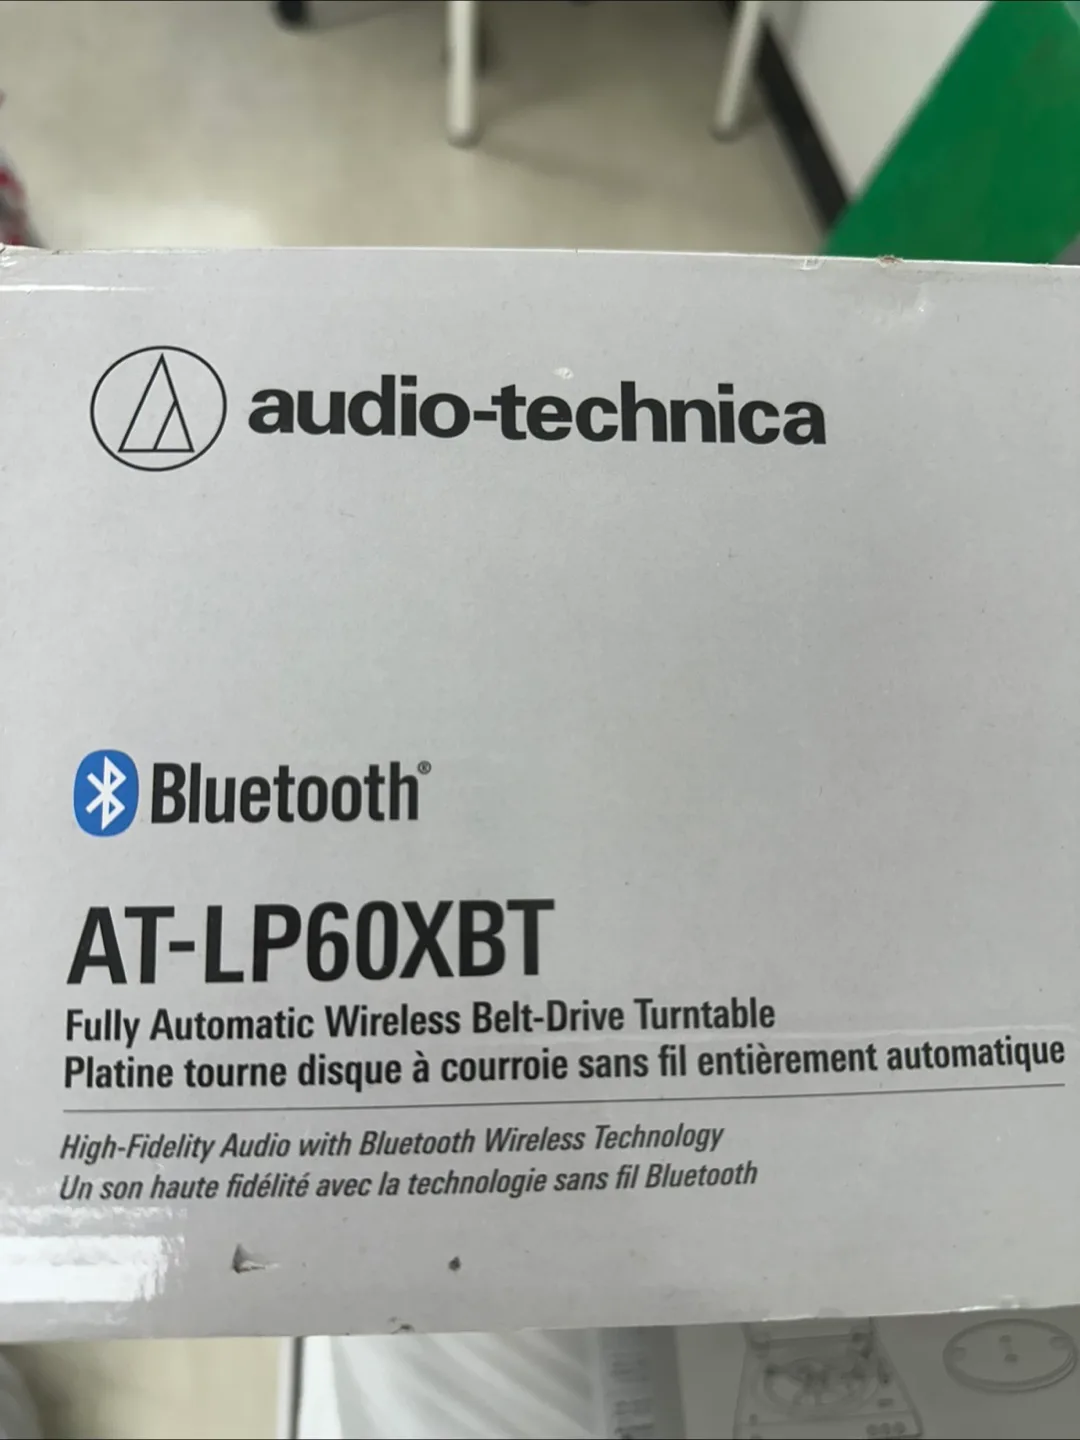 audio-technica
Bluetooth®
AT-LP60XBT
Fully Automatic Wireless Belt-Drive Turntable
Platine tourne disque à courroie sans fil entièrement automatique
High-Fidelity Audio with Bluetooth Wireless Technology
Un son haute fidélité avec la technologie sans fil Bluetooth